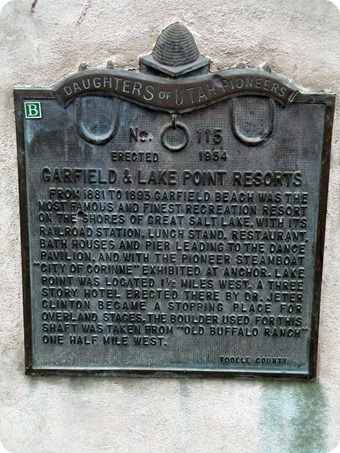 DAUGHTERS OF UTAH PIONEERS
B
No. 115
ERECTED 1954
GARFIELD & LAKE POINT RESORTS
FROM 1881 TO 1893 GARFIELD BEACH WAS THE
MOST FAMOUS AND FINEST RECREATION RESORT
ON THE SHORES OF GREAT SALT LAKE, WITH ITS
RAILROAD STATION, LUNCH STAND, RESTAURANT,
BATH HOUSES AND PIER LEADING TO THE DANCE
PAVILION, AND WITH THE PIONEER STEAMBOAT
"CITY OF CORINNE" EXHIBITED AT ANCHOR. LAKE
POINT WAS LOCATED 1½ MILES WEST. A THREE
STORY HOTEL ERECTED THERE BY DR. JETER
CLINTON BECAME A STOPPING PLACE FOR
OVERLAND STAGES. THE BOULDER USED FOR THIS
SHAFT WAS TAKEN FROM "OLD BUFFALO RANCH"
ONE HALF MILE WEST.
TOOELE COUNTY